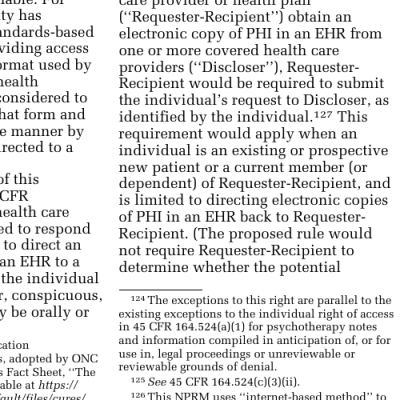 nable. For
ty has
andards-based
viding access
ormat used by
health
considered to
hat form and
e manner by
rected to a
of this
CFR
health care
ed to respond
to direct an
an EHR to a
the individual
r, conspicuous,
y be orally or
cation
s, adopted by ONC
s Fact Sheet, ‘‘The
able at https://
ault/files/cures/
care provider or health plan
(‘‘Requester-Recipient’’) obtain an
electronic copy of PHI in an EHR from
one or more covered health care
providers (‘‘Discloser’’), Requester-
Recipient would be required to submit
the individual’s request to Discloser, as
identified by the individual.¹²⁷ This
requirement would apply when an
individual is an existing or prospective
new patient or a current member (or
dependent) of Requester-Recipient, and
is limited to directing electronic copies
of PHI in an EHR back to Requester-
Recipient. (The proposed rule would
not require Requester-Recipient to
determine whether the potential
¹²⁴ The exceptions to this right are parallel to the
existing exceptions to the individual right of access
in 45 CFR 164.524(a)(1) for psychotherapy notes
and information compiled in anticipation of, or for
use in, legal proceedings or unreviewable or
reviewable grounds of denial.
¹²⁵ See 45 CFR 164.524(c)(3)(ii).
¹²⁶ This NPRM uses ‘‘internet-based method’’ to